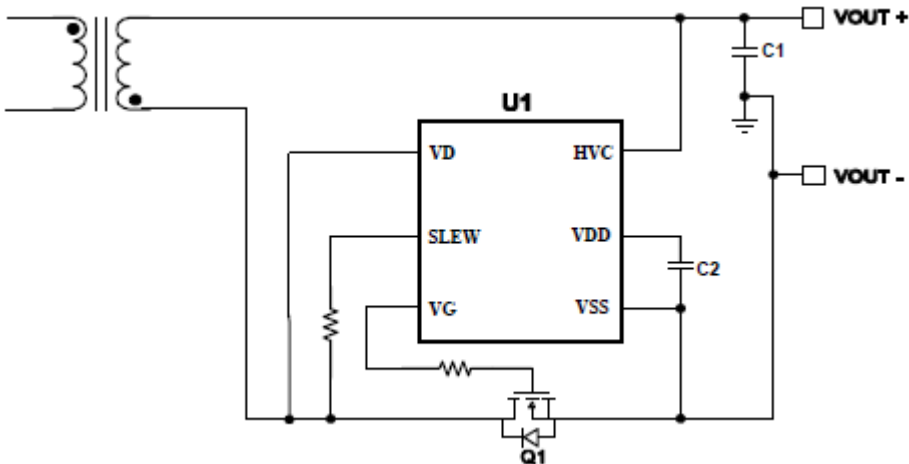 VOUT +
C1
U1
VD
HVC
VOUT -
SLEW
VDD
C2
VG
VSS
Q1